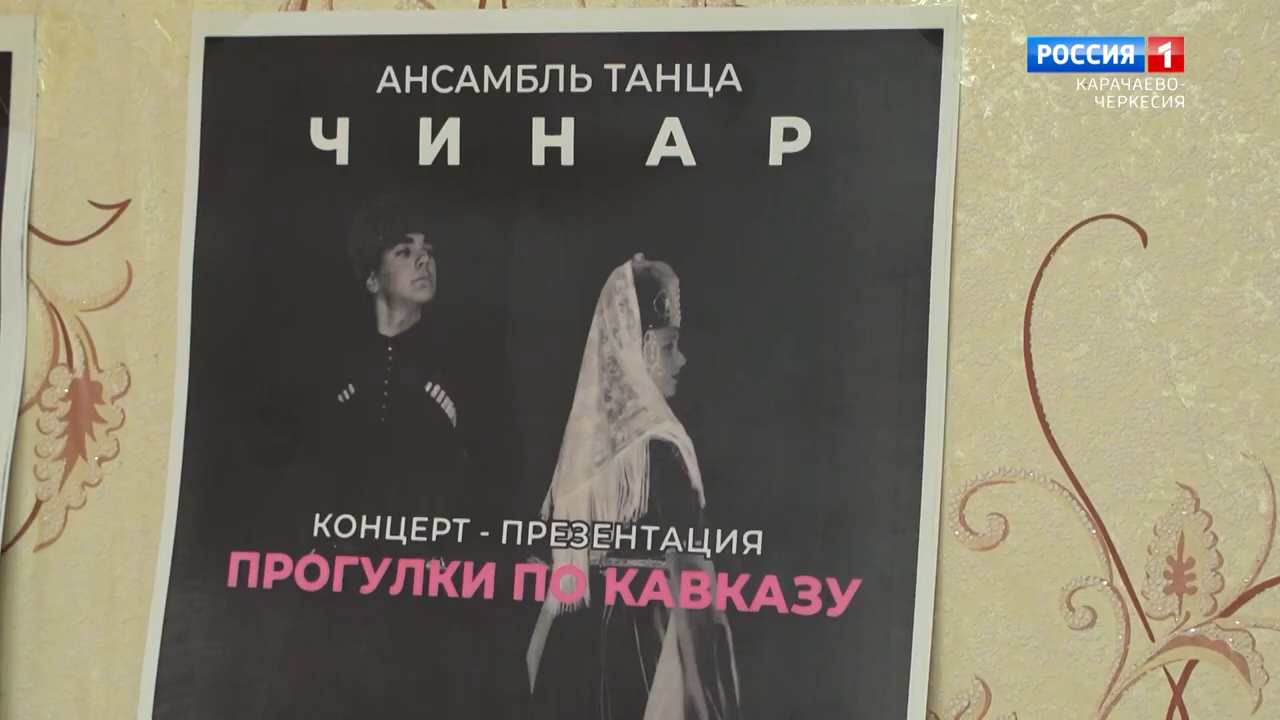 АНСАМБЛЬ ТАНЦА
ЧИНАР
КОНЦЕРТ - ПРЕЗЕНТАЦИЯ
ПРОГУЛКИ ПО КАВКАЗУ
РОССИЯ 1
КАРАЧАЕВО-
ЧЕРКЕСИЯ